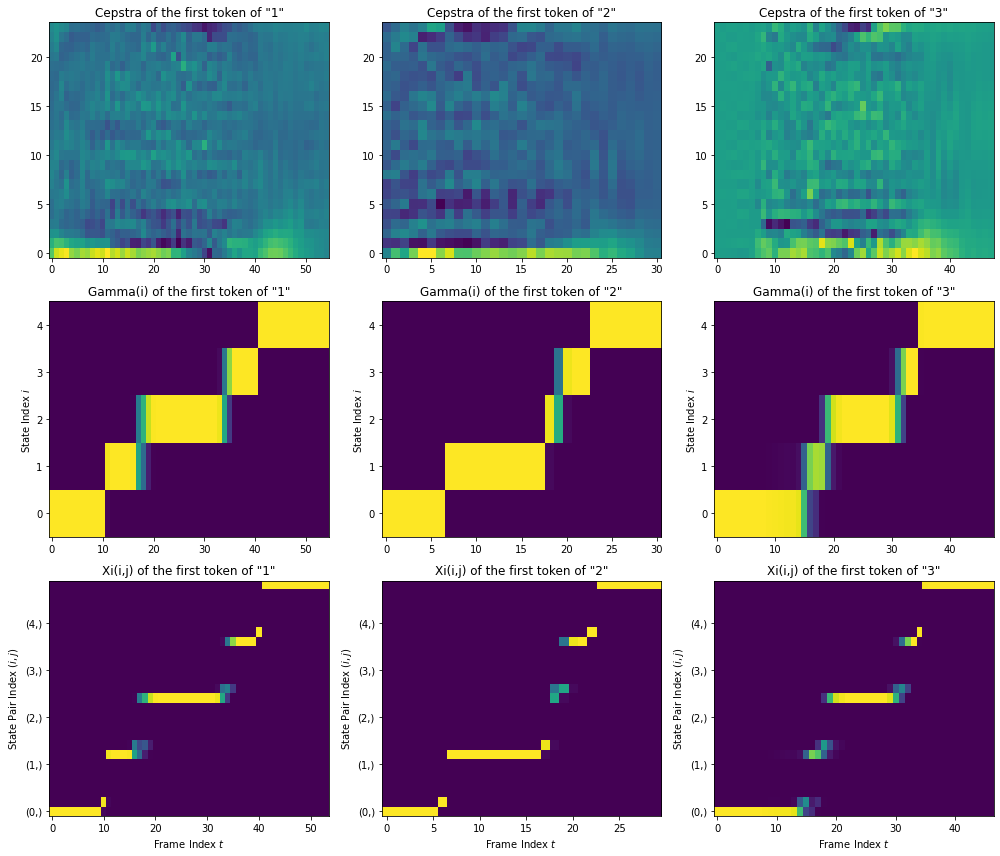 Cepstra of the first token of "1"
Cepstra of the first token of "2"
Cepstra of the first token of "3"
20
15
10
5
0
0 10 20 30 40 50
20
15
10
5
0
0 5 10 15 20 25 30
20
15
10
5
0
0 10 20 30 40
Gamma(i) of the first token of "1"
Gamma(i) of the first token of "2"
Gamma(i) of the first token of "3"
State Index i
4
3
2
1
0
0 10 20 30 40 50
State Index i
4
3
2
1
0
0 5 10 15 20 25 30
State Index i
4
3
2
1
0
0 10 20 30 40
Xi(i,j) of the first token of "1"
Xi(i,j) of the first token of "2"
Xi(i,j) of the first token of "3"
State Pair Index (i, j)
(4,)
(3,)
(2,)
(1,)
(0,)
0 10 20 30 40 50
Frame Index t
State Pair Index (i, j)
(4,)
(3,)
(2,)
(1,)
(0,)
0 5 10 15 20 25
Frame Index t
State Pair Index (i, j)
(4,)
(3,)
(2,)
(1,)
(0,)
0 10 20 30 40
Frame Index t